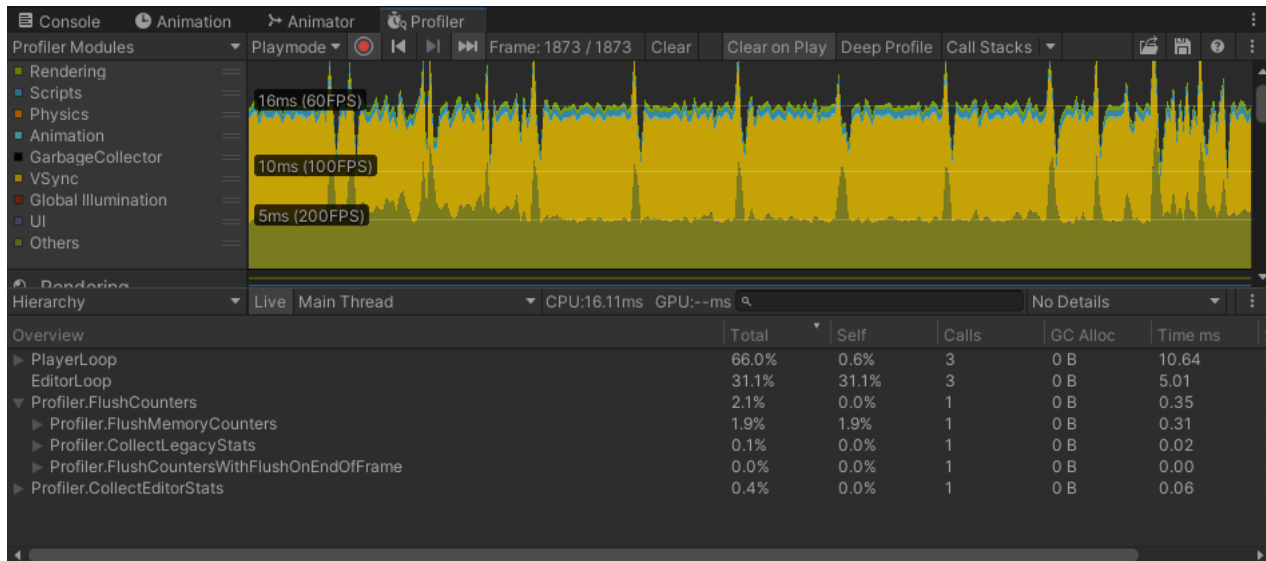 Console Animation Animator Profiler
Profiler Modules Playmode Frame: 1873 / 1873 Clear Clear on Play Deep Profile Call Stacks
Rendering
Scripts
Physics
Animation
GarbageCollector
VSync
Global Illumination
UI
Others
16ms (60FPS)
10ms (100FPS)
5ms (200FPS)
Rendering
Hierarchy Live Main Thread CPU:16.11ms GPU:--ms No Details
Overview Total Self Calls GC Alloc Time ms
PlayerLoop 66.0% 0.6% 3 0 B 10.64
EditorLoop 31.1% 31.1% 3 0 B 5.01
Profiler.FlushCounters 2.1% 0.0% 1 0 B 0.35
Profiler.FlushMemoryCounters 1.9% 1.9% 1 0 B 0.31
Profiler.CollectLegacyStats 0.1% 0.0% 1 0 B 0.02
Profiler.FlushCountersWithFlushOnEndOfFrame 0.0% 0.0% 1 0 B 0.00
Profiler.CollectEditorStats 0.4% 0.0% 1 0 B 0.06